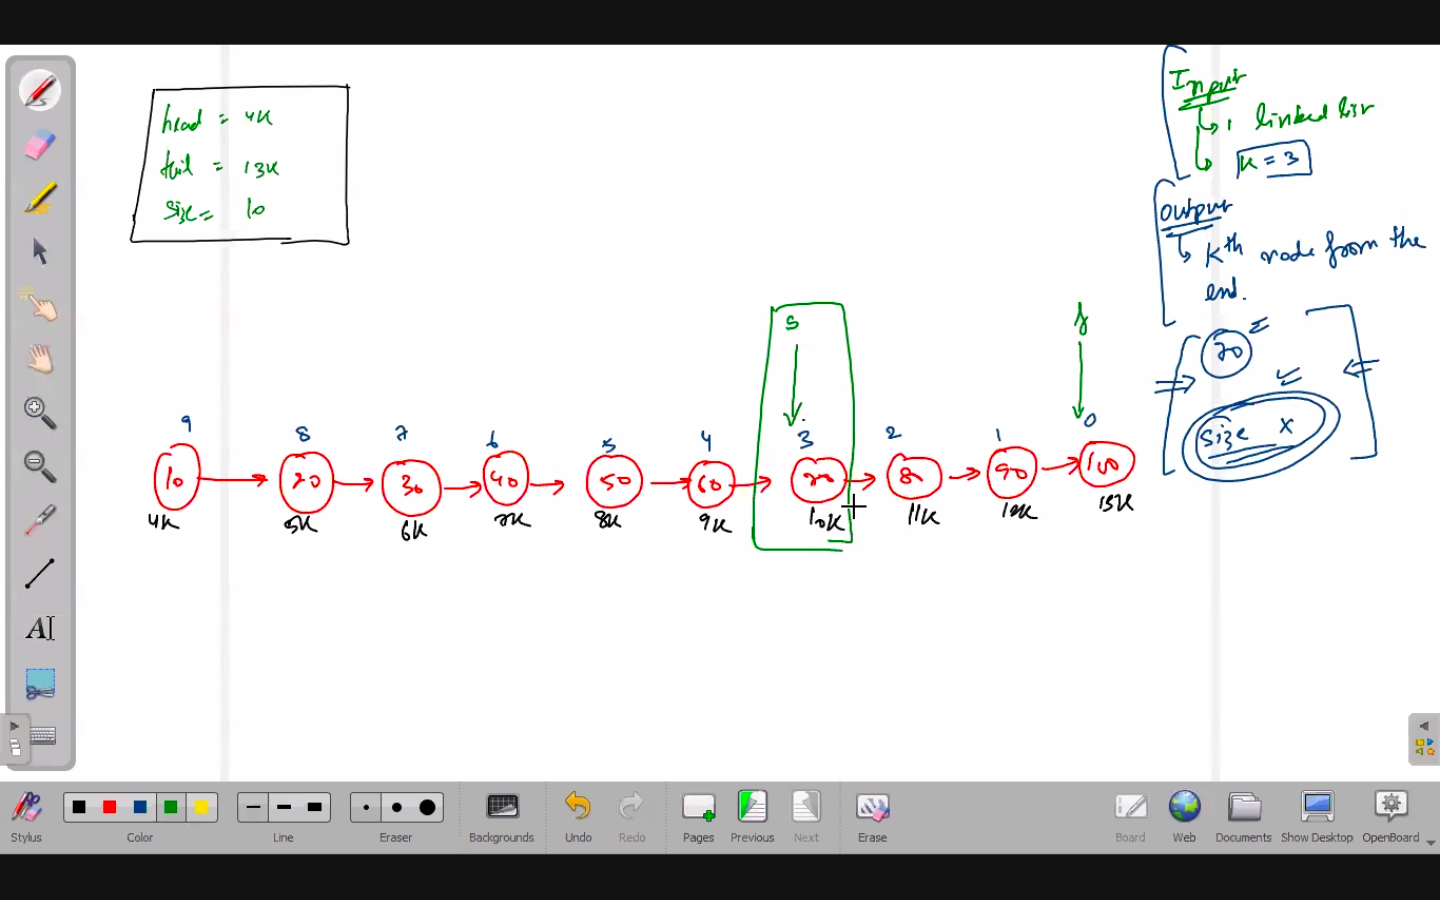 head = 4K
tail = 13K
size = 10
Input
1 linked list
K = 3
Output
Kth node from the
end.
70
size x
s
f
9 8 7 6 5 4 3 2 1 0
10 20 30 40 50 60 70 80 90 100
4K 5K 6K 7K 8K 9K 10K 11K 12K 13K
A
Stylus
Color
Line
Eraser
Backgrounds
Undo
Redo
Pages
Previous
Next
Erase
Board
Web
Documents
Show Desktop
OpenBoard